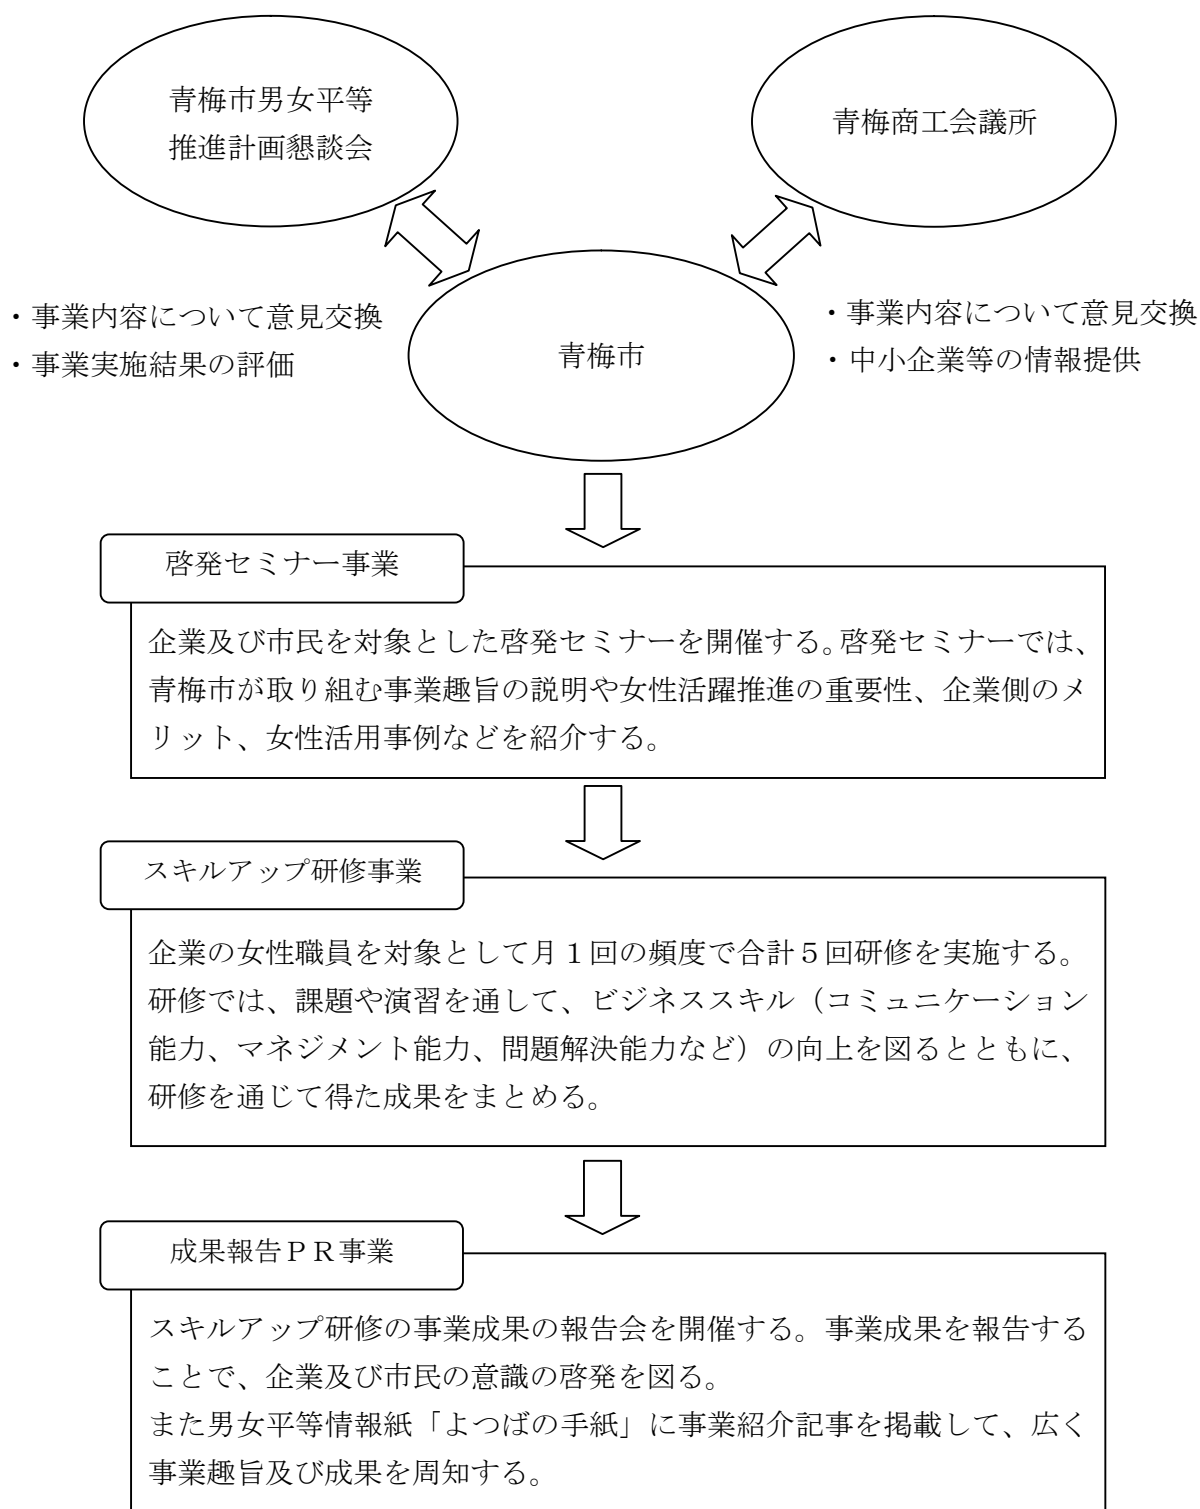 青梅市男女平等
推進計画懇談会
青梅商工会議所
・事業内容について意見交換
・事業実施結果の評価
青梅市
・事業内容について意見交換
・中小企業等の情報提供
啓発セミナー事業
企業及び市民を対象とした啓発セミナーを開催する。啓発セミナーでは、
青梅市が取り組む事業趣旨の説明や女性活躍推進の重要性、企業側のメ
リット、女性活用事例などを紹介する。
スキルアップ研修事業
企業の女性職員を対象として月1回の頻度で合計5回研修を実施する。
研修では、課題や演習を通して、ビジネススキル（コミュニケーション
能力、マネジメント能力、問題解決能力など）の向上を図るとともに、
研修を通じて得た成果をまとめる。
成果報告PR事業
スキルアップ研修の事業成果の報告会を開催する。事業成果を報告する
ことで、企業及び市民の意識の啓発を図る。
また男女平等情報紙「よつばの手紙」に事業紹介記事を掲載して、広く
事業趣旨及び成果を周知する。